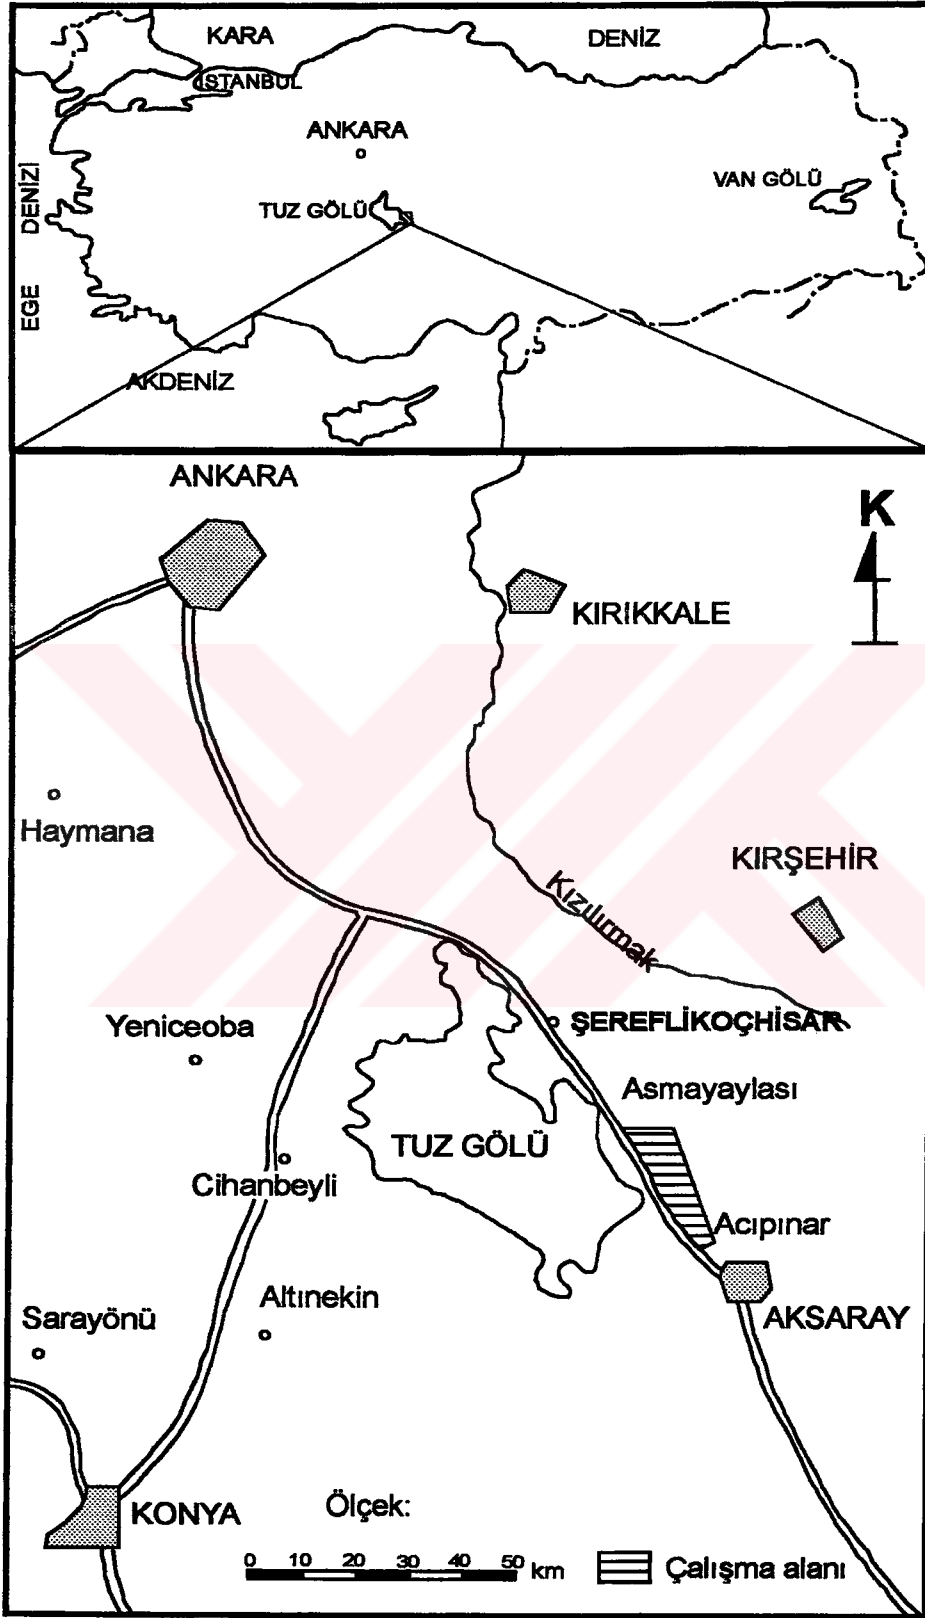 KARA
DENİZ
İSTANBUL
ANKARA
VAN GÖLÜ
TUZ GÖLÜ
EGE DENİZİ
AKDENİZ
ANKARA
K
KIRIKKALE
Haymana
KIRŞEHİR
Kızılırmak
Yeniceoba
ŞEREFLİKOÇHİSAR
Asmayaylası
TUZ GÖLÜ
Cihanbeyli
Acıpınar
Altınekin
Sarayönü
AKSARAY
KONYA
Ölçek:
0 10 20 30 40 50 km
Çalışma alanı